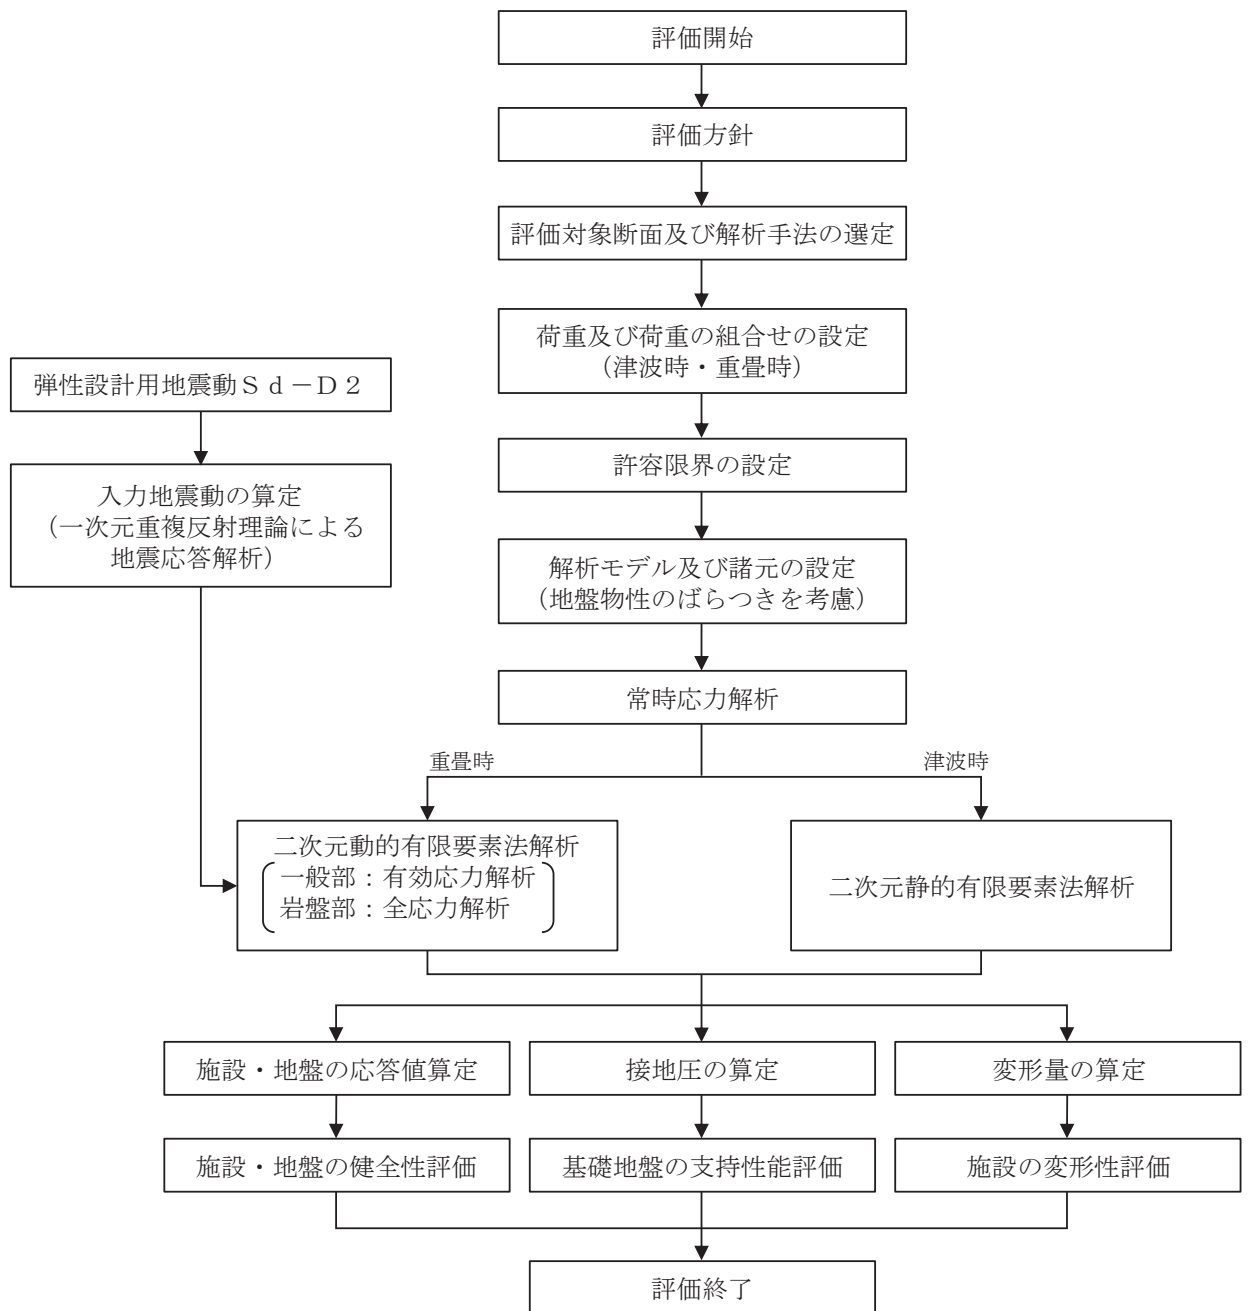 評価開始
評価方針
評価対象断面及び解析手法の選定
荷重及び荷重の組合せの設定
（津波時・重畳時）
弾性設計用地震動Ｓｄ－Ｄ２
許容限界の設定
入力地震動の算定
（一次元重複反射理論による
地震応答解析）
解析モデル及び諸元の設定
（地盤物性のばらつきを考慮）
常時応力解析
重畳時
津波時
二次元動的有限要素法解析
一般部：有効応力解析
岩盤部：全応力解析
二次元静的有限要素法解析
施設・地盤の応答値算定
接地圧の算定
変形量の算定
施設・地盤の健全性評価
基礎地盤の支持性能評価
施設の変形性評価
評価終了